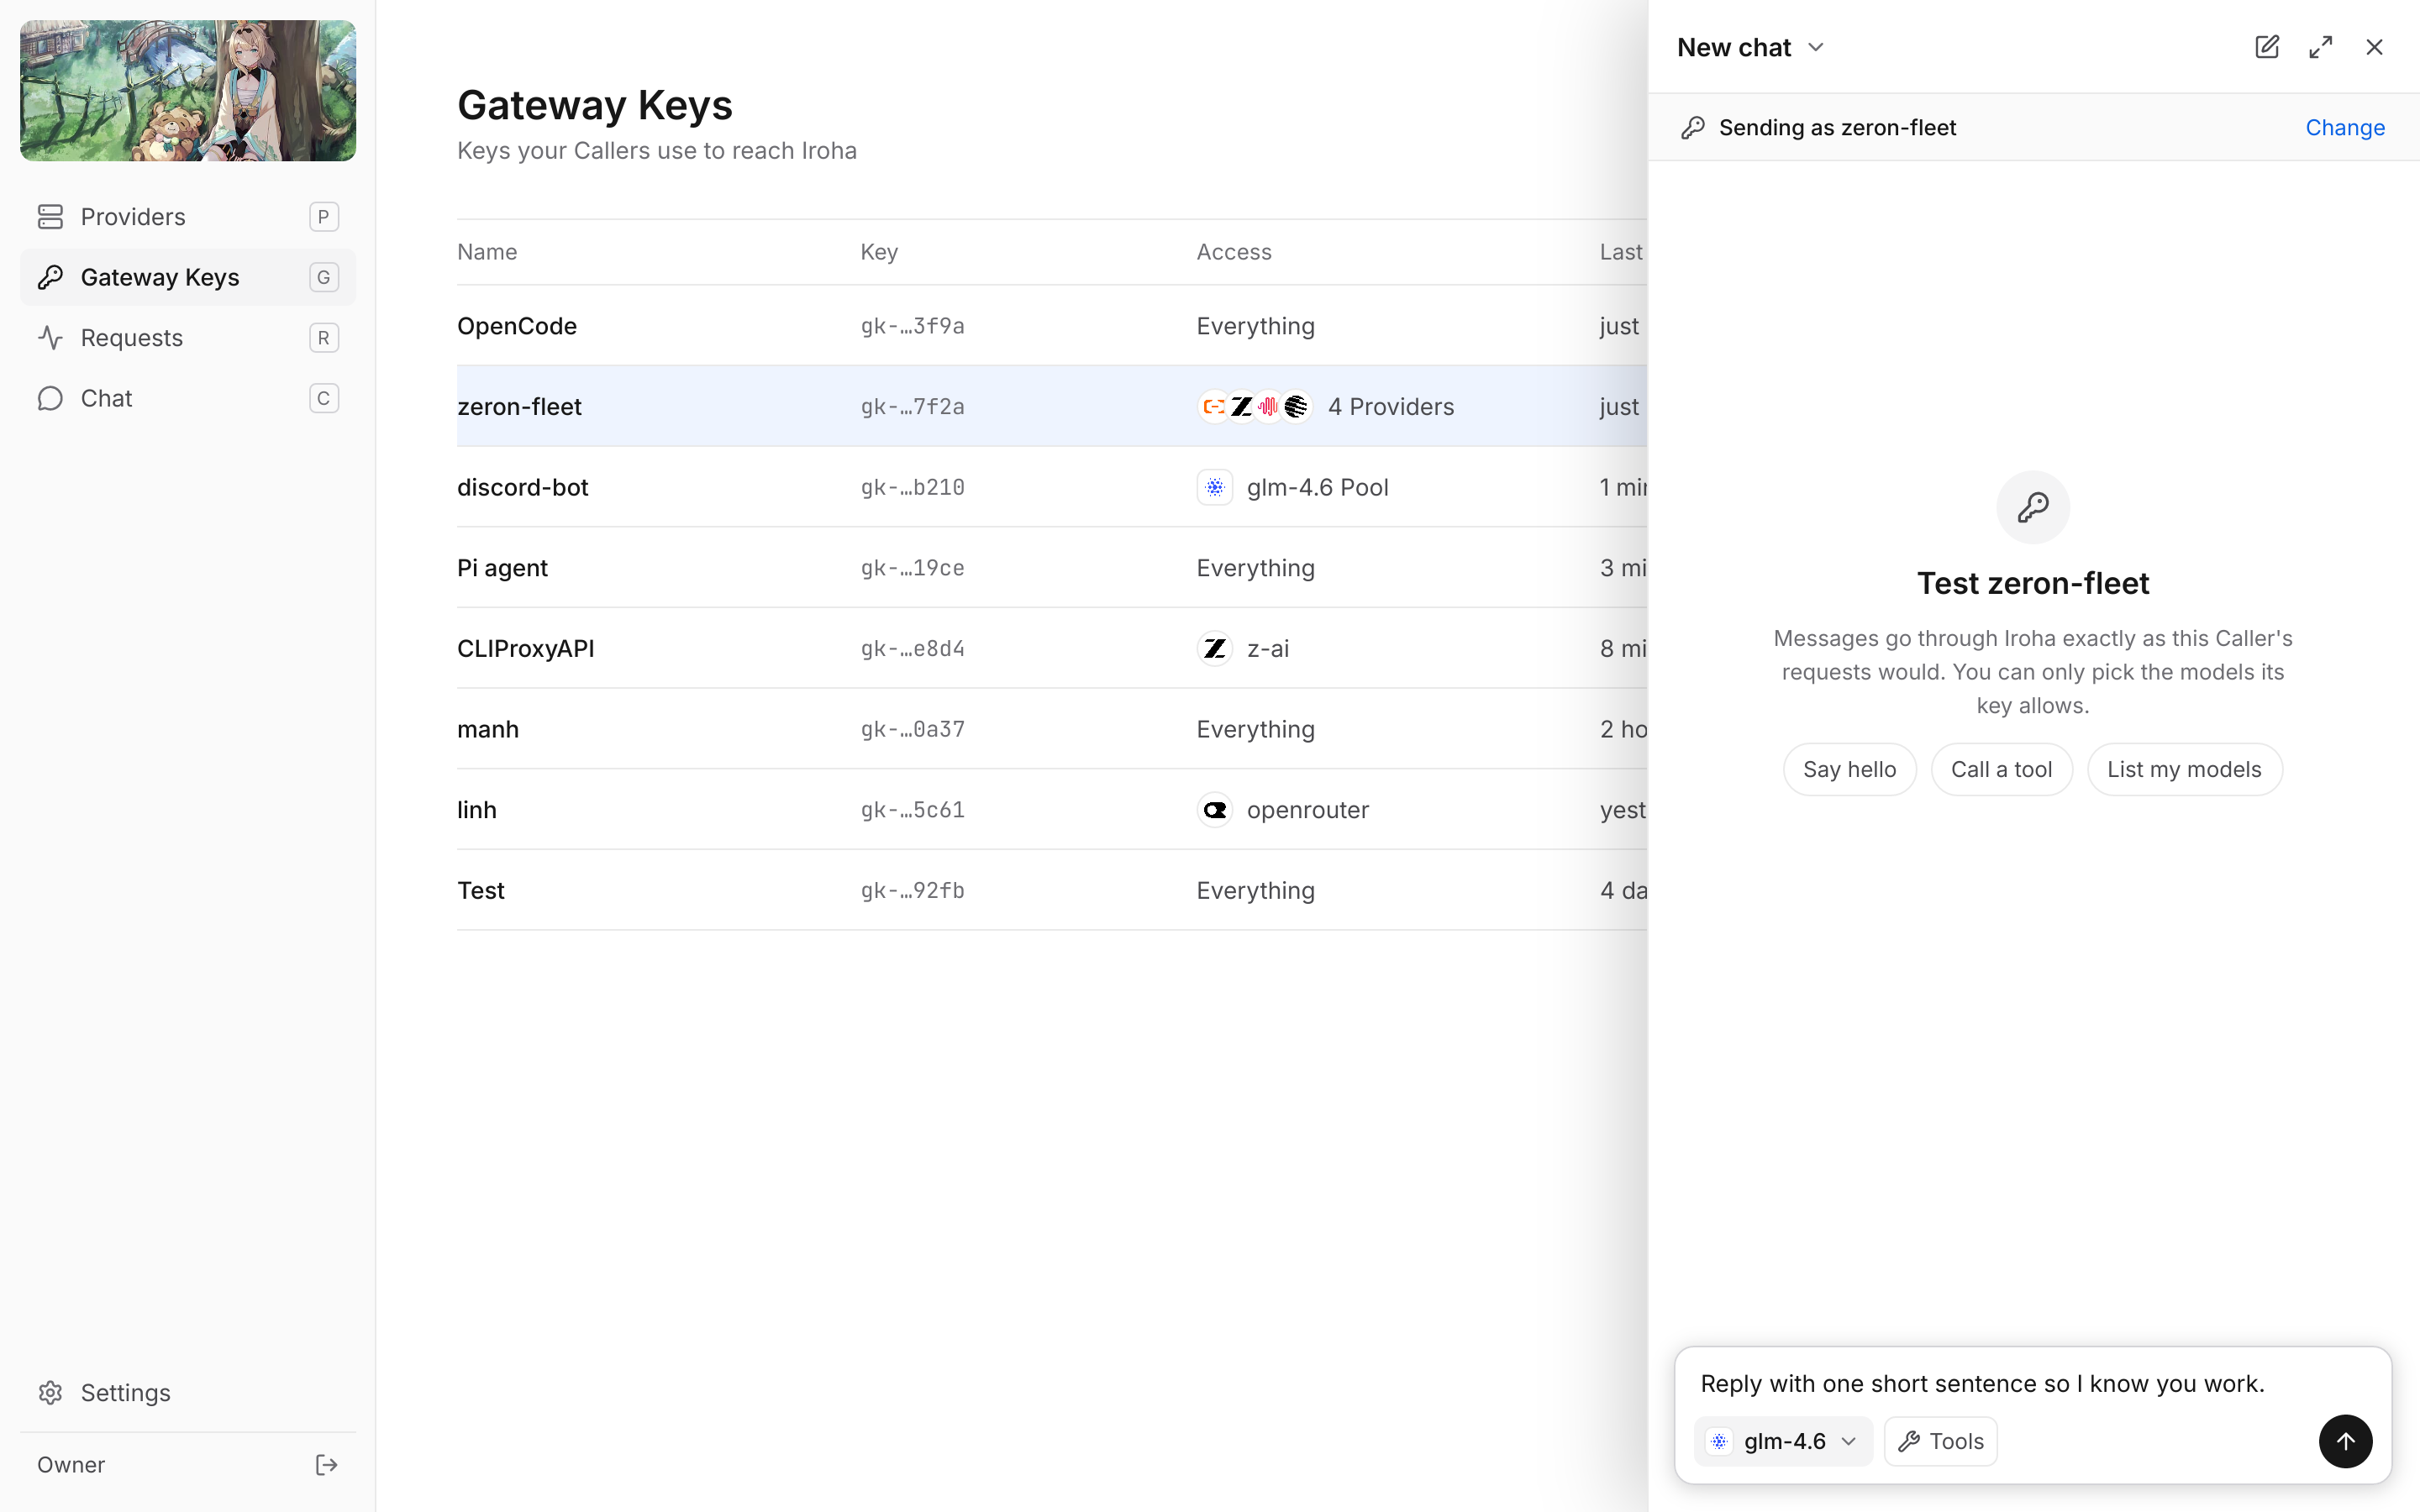 Providers P
Gateway Keys G
Requests R
Chat C
Settings
Owner
Gateway Keys
Keys your Callers use to reach Iroha
Name Key Access Last
OpenCode gk-…3f9a Everything just
zeron-fleet gk-…7f2a 4 Providers just
discord-bot gk-…b210 glm-4.6 Pool 1 min
Pi agent gk-…19ce Everything 3 mi
CLIProxyAPI gk-…e8d4 z-ai 8 mi
manh gk-…0a37 Everything 2 ho
linh gk-…5c61 openrouter yest
Test gk-…92fb Everything 4 da
New chat
Sending as zeron-fleet Change
Test zeron-fleet
Messages go through Iroha exactly as this Caller's
requests would. You can only pick the models its
key allows.
Say hello Call a tool List my models
Reply with one short sentence so I know you work.
glm-4.6 Tools